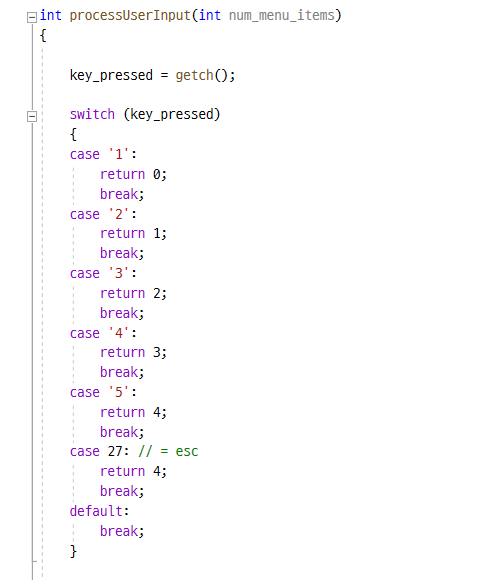 int processUserInput(int num_menu_items)
{
key_pressed = getch();
switch (key_pressed)
{
case '1':
return 0;
break;
case '2':
return 1;
break;
case '3':
return 2;
break;
case '4':
return 3;
break;
case '5':
return 4;
break;
case 27: // = esc
return 4;
break;
default:
break;
}